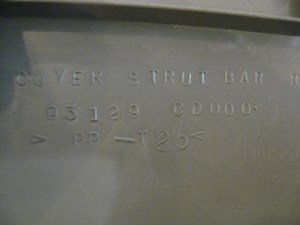 COVER STRUT BAR R
93129 CD000
> PP-T25<